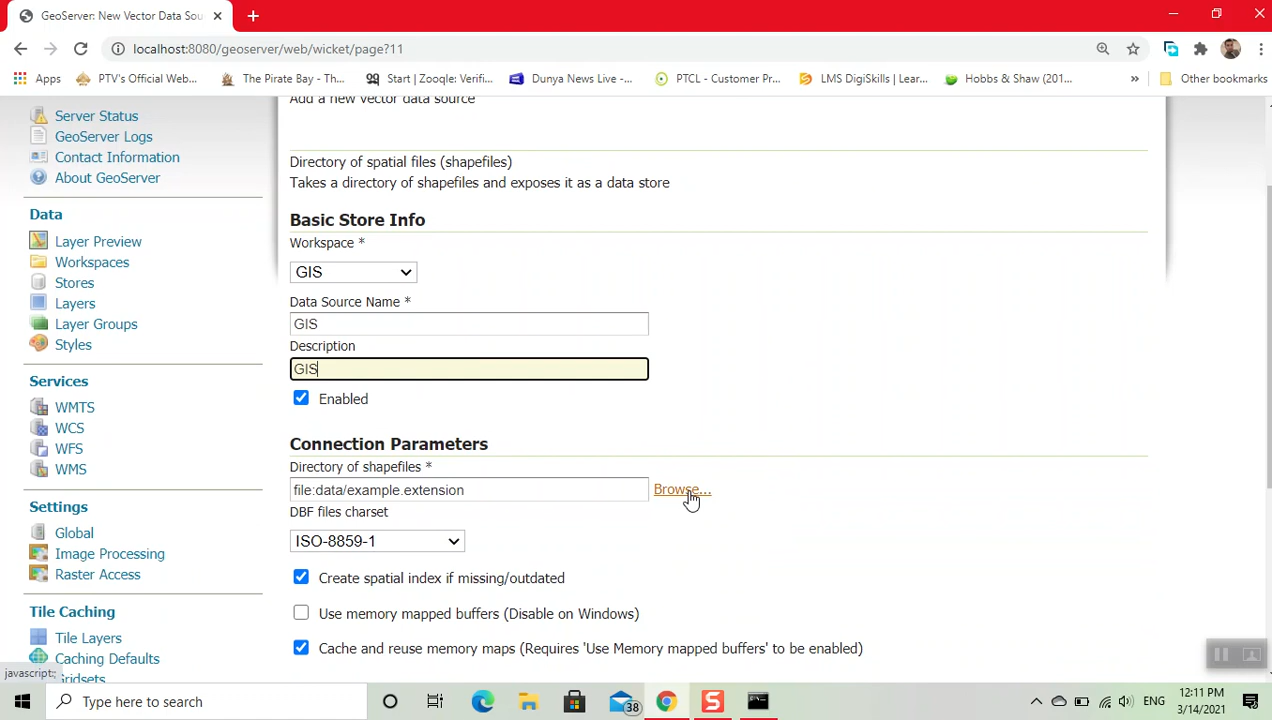 GeoServer: New Vector Data Sou
localhost:8080/geoserver/web/wicket/page?11
Apps
PTV's Official Web...
The Pirate Bay - Th...
Start | Zooqle: Verifi...
Dunya News Live -...
PTCL - Customer Pr...
LMS DigiSkills | Lear...
Hobbs & Shaw (201...
»
Other bookmarks
Server Status
GeoServer Logs
Contact Information
About GeoServer
Data
Layer Preview
Workspaces
Stores
Layers
Layer Groups
Styles
Services
WMTS
WCS
WFS
WMS
Settings
Global
Image Processing
Raster Access
Tile Caching
Tile Layers
Caching Defaults
Gridsets
javascript:;
Add a new vector data source
Directory of spatial files (shapefiles)
Takes a directory of shapefiles and exposes it as a data store
Basic Store Info
Workspace *
GIS
Data Source Name *
GIS
Description
GIS
Enabled
Connection Parameters
Directory of shapefiles *
file:data/example.extension
Browse...
DBF files charset
ISO-8859-1
Create spatial index if missing/outdated
Use memory mapped buffers (Disable on Windows)
Cache and reuse memory maps (Requires 'Use Memory mapped buffers' to be enabled)
Type here to search
38
ENG
12:11 PM
3/14/2021